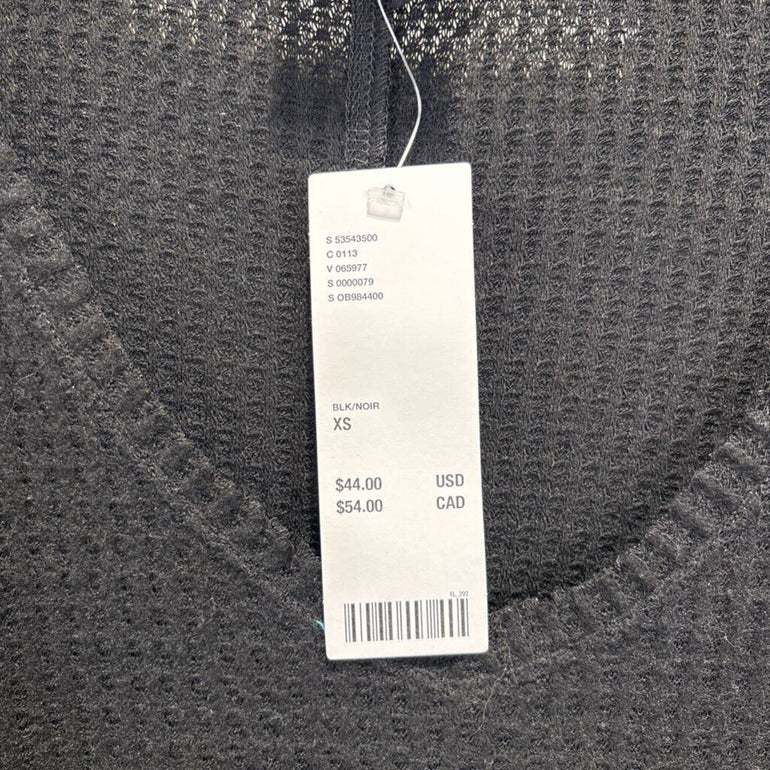 S 53543500
C 0113
V 065977
S 0000079
S OB984400
BLK/NOIR
XS
$44.00 USD
$54.00 CAD
FL_292